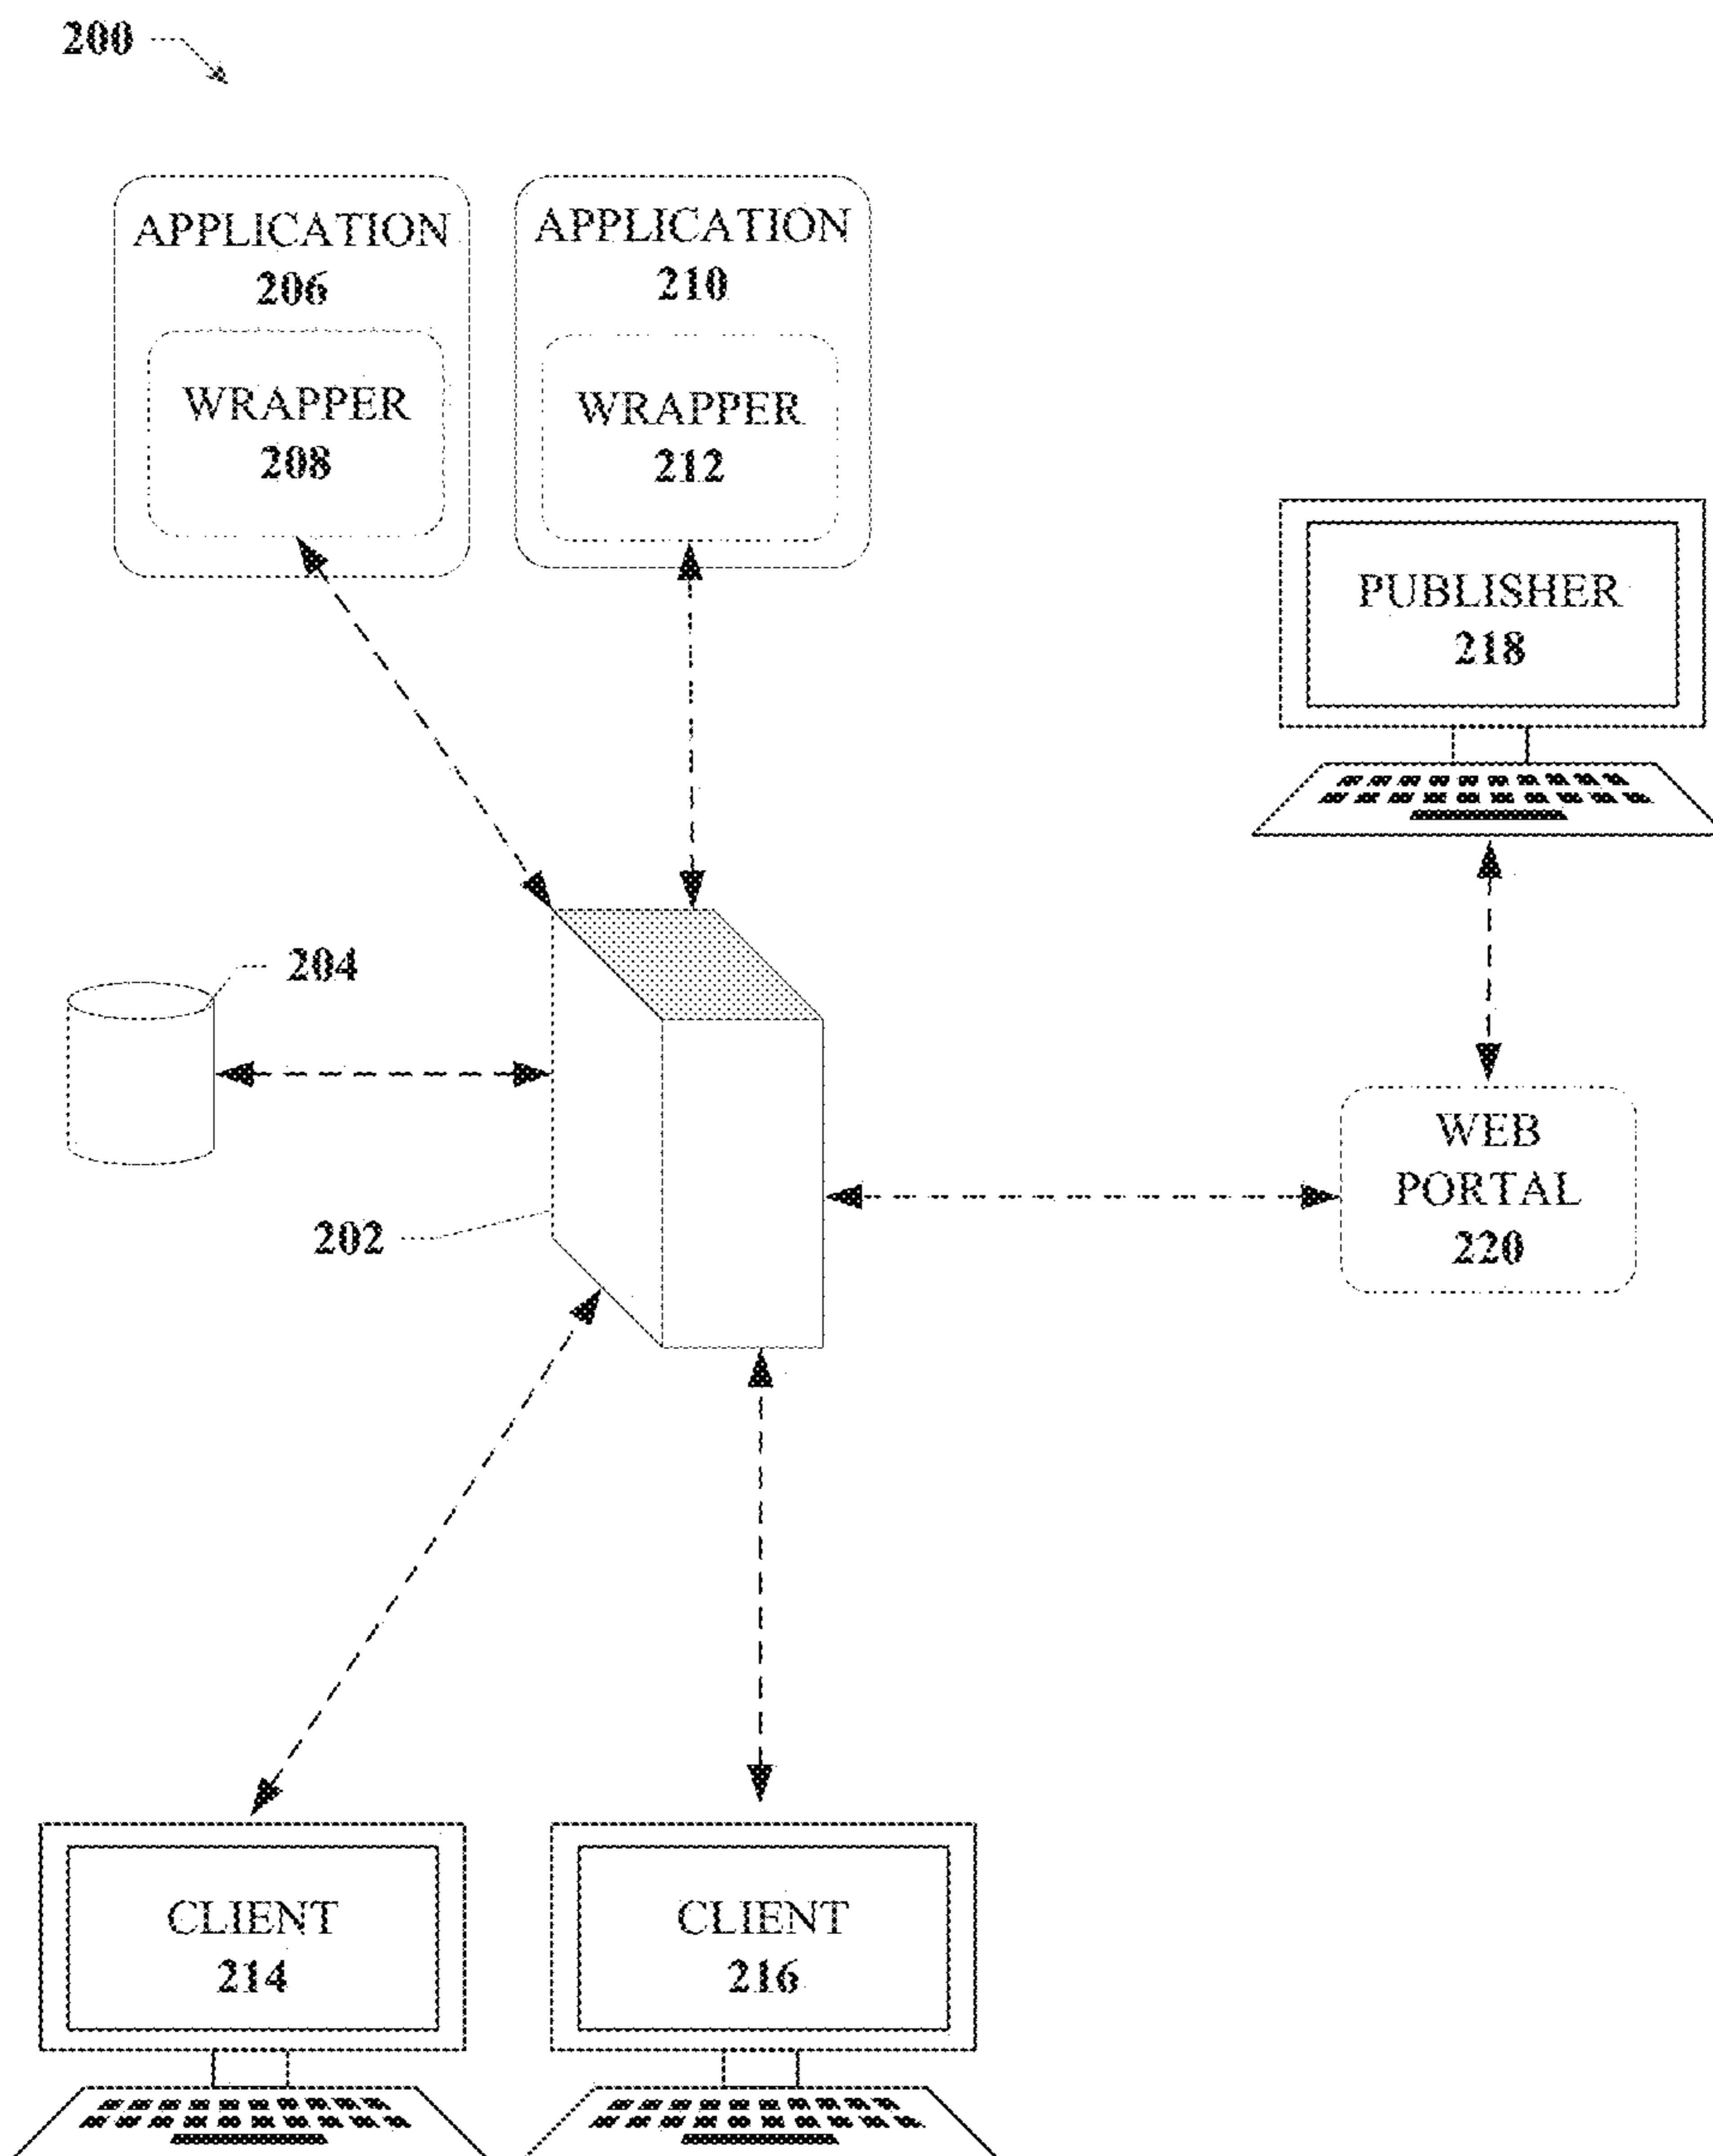 200
APPLICATION
206
WRAPPER
208
APPLICATION
210
WRAPPER
212
PUBLISHER
218
204
202
WEB
PORTAL
220
CLIENT
214
CLIENT
216